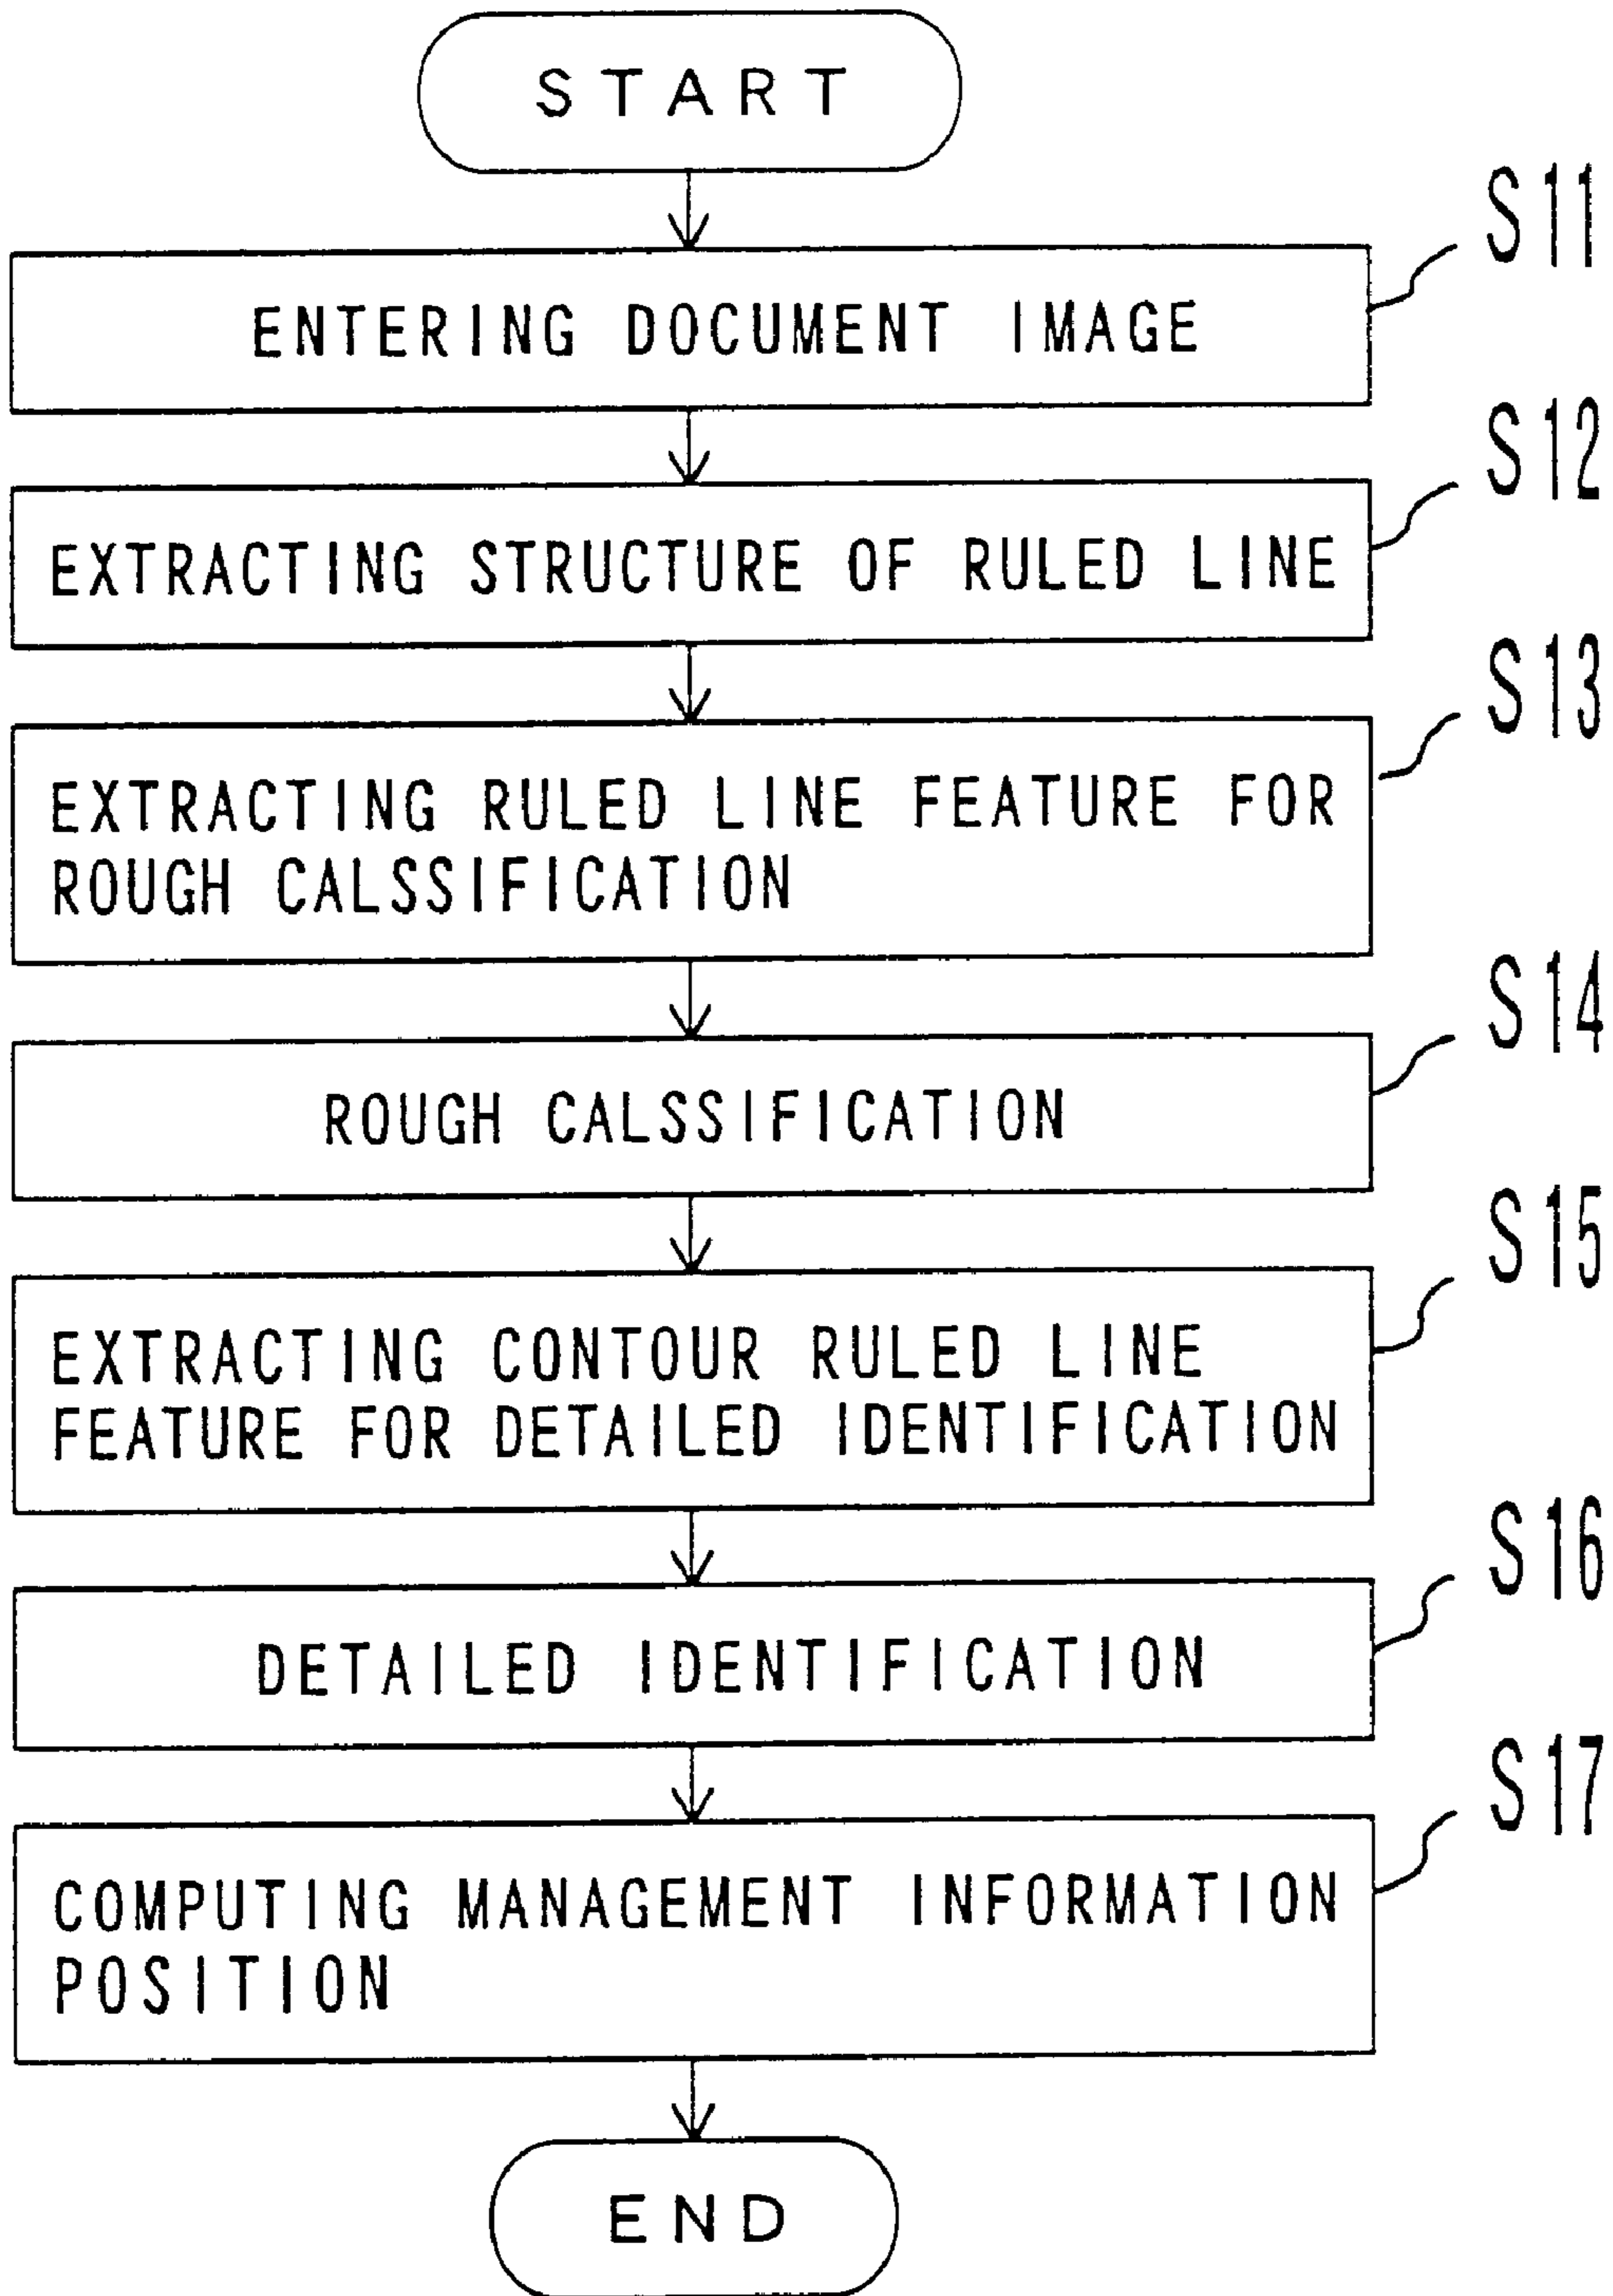 START
S11
ENTERING DOCUMENT IMAGE
S12
EXTRACTING STRUCTURE OF RULED LINE
S13
EXTRACTING RULED LINE FEATURE FOR
ROUGH CALSSIFICATION
S14
ROUGH CALSSIFICATION
S15
EXTRACTING CONTOUR RULED LINE
FEATURE FOR DETAILED IDENTIFICATION
S16
DETAILED IDENTIFICATION
S17
COMPUTING MANAGEMENT INFORMATION
POSITION
END